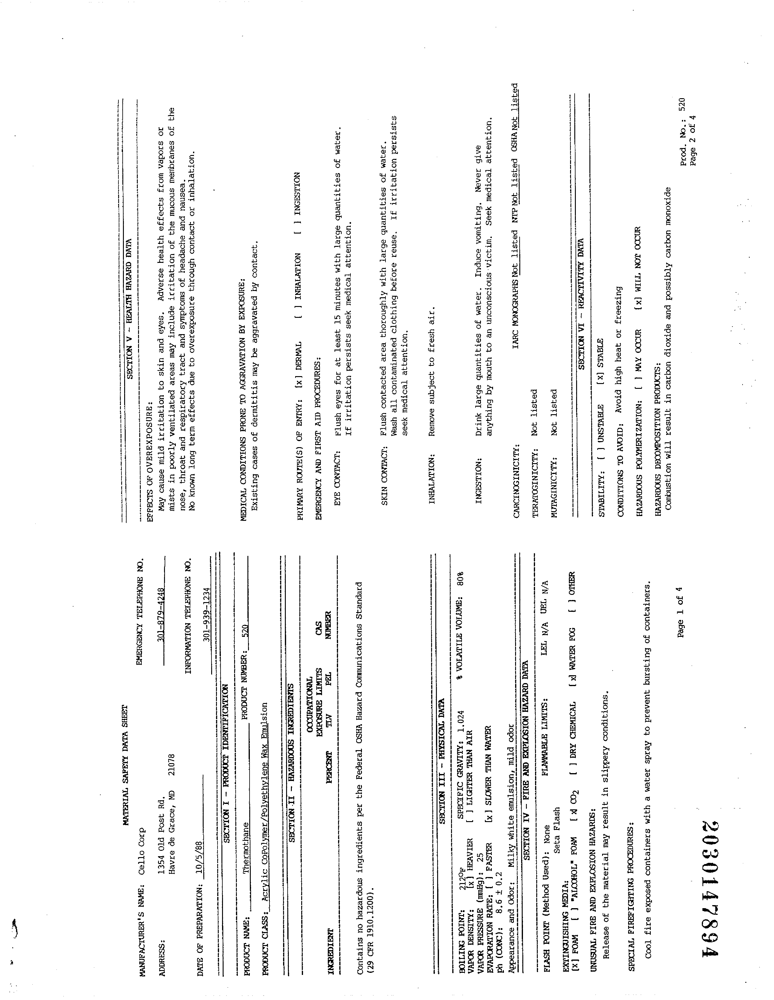 MATERIAL SAFETY DATA SHEET
MANUFACTURER'S NAME: Cello Corp
EMERGENCY TELEPHONE NO.
ADDRESS: 1354 Old Post Rd. 301-879-4248
Havre de Grace, MD 21078
INFORMATION TELEPHONE NO.
DATE OF PREPARATION: 10/5/88 301-939-1234
SECTION I - PRODUCT IDENTIFICATION
PRODUCT NAME: Thermothane PRODUCT NUMBER: 520
PRODUCT CLASS: Acrylic CoPolymer/Polyethylene Wax Emulsion
SECTION II - HAZARDOUS INGREDIENTS
OCCUPATIONAL
EXPOSURE LIMITS CAS
INGREDIENT PERCENT TLV PEL NUMBER
Contains no hazardous ingredients per the Federal OSHA Hazard Communications Standard
(29 CFR 1910.1200).
SECTION III - PHYSICAL DATA
BOILING POINT: 212°F SPECIFIC GRAVITY: 1.024 % VOLATILE VOLUME: 80%
VAPOR DENSITY: [x] HEAVIER [ ] LIGHTER THAN AIR
VAPOR PRESSURE (mmHg): 25
EVAPORATION RATE: [ ] FASTER [x] SLOWER THAN WATER
ph (CONC): 8.6 ± 0.2
Appearance and Odor: Milky white emulsion, mild odor
SECTION IV - FIRE AND EXPLOSION HAZARD DATA
FLASH POINT (Method Used): None FLAMMABLE LIMITS: LEL N/A UEL N/A
Seta Flash
EXTINGUISHING MEDIA:
[X] FOAM [ ] "ALCOHOL" FOAM [x] CO2 [ ] DRY CHEMICAL [x] WATER FOG [ ] OTHER
UNUSUAL FIRE AND EXPLOSION HAZARDS:
Release of the material may result in slippery conditions.
SPECIAL FIREFIGHTING PROCEDURES:
Cool fire exposed containers with a water spray to prevent bursting of containers.
Page 1 of 4
2030147894
SECTION V - HEALTH HAZARD DATA
EFFECTS OF OVEREXPOSURE:
May cause mild irritation to skin and eyes. Adverse health effects from vapors or
mists in poorly ventilated areas may include irritation of the mucous membranes of the
nose, throat and respiratory tract and symptoms of headache and nausea.
No known long term effects due to overexposure through contact or inhalation.
MEDICAL CONDITIONS PRONE TO AGGRAVATION BY EXPOSURE:
Existing cases of dermititis may be aggravated by contact.
PRIMARY ROUTE(S) OF ENTRY: [x] DERMAL [ ] INHALATION [ ] INGESTION
EMERGENCY AND FIRST AID PROCEDURES:
EYE CONTACT: Flush eyes for at least 15 minutes with large quantities of water.
If irritation persists seek medical attention.
SKIN CONTACT: Flush contacted area thoroughly with large quantities of water.
Wash all contaminated clothing before reuse. If irritation persists
seek medical attention.
INHALATION: Remove subject to fresh air.
INGESTION: Drink large quantities of water. Induce vomiting. Never give
anything by mouth to an unconscious victim. Seek medical attention.
CARCINOGINICITY: IARC MONOGRAPHS Not listed NTP Not listed OSHA Not listed
TERATOGINICITY: Not listed
MUTAGINICITY: Not listed
SECTION VI - REACTIVITY DATA
STABILITY: [ ] UNSTABLE [X] STABLE
CONDITIONS TO AVOID: Avoid high heat or freezing
HAZARDOUS POLYMERIZATION: [ ] MAY OCCUR [x] WILL NOT OCCUR
HAZARDOUS DECOMPOSITION PRODUCTS:
Combustion will result in carbon dioxide and possibly carbon monoxide
Prod. No.: 520
Page 2 of 4